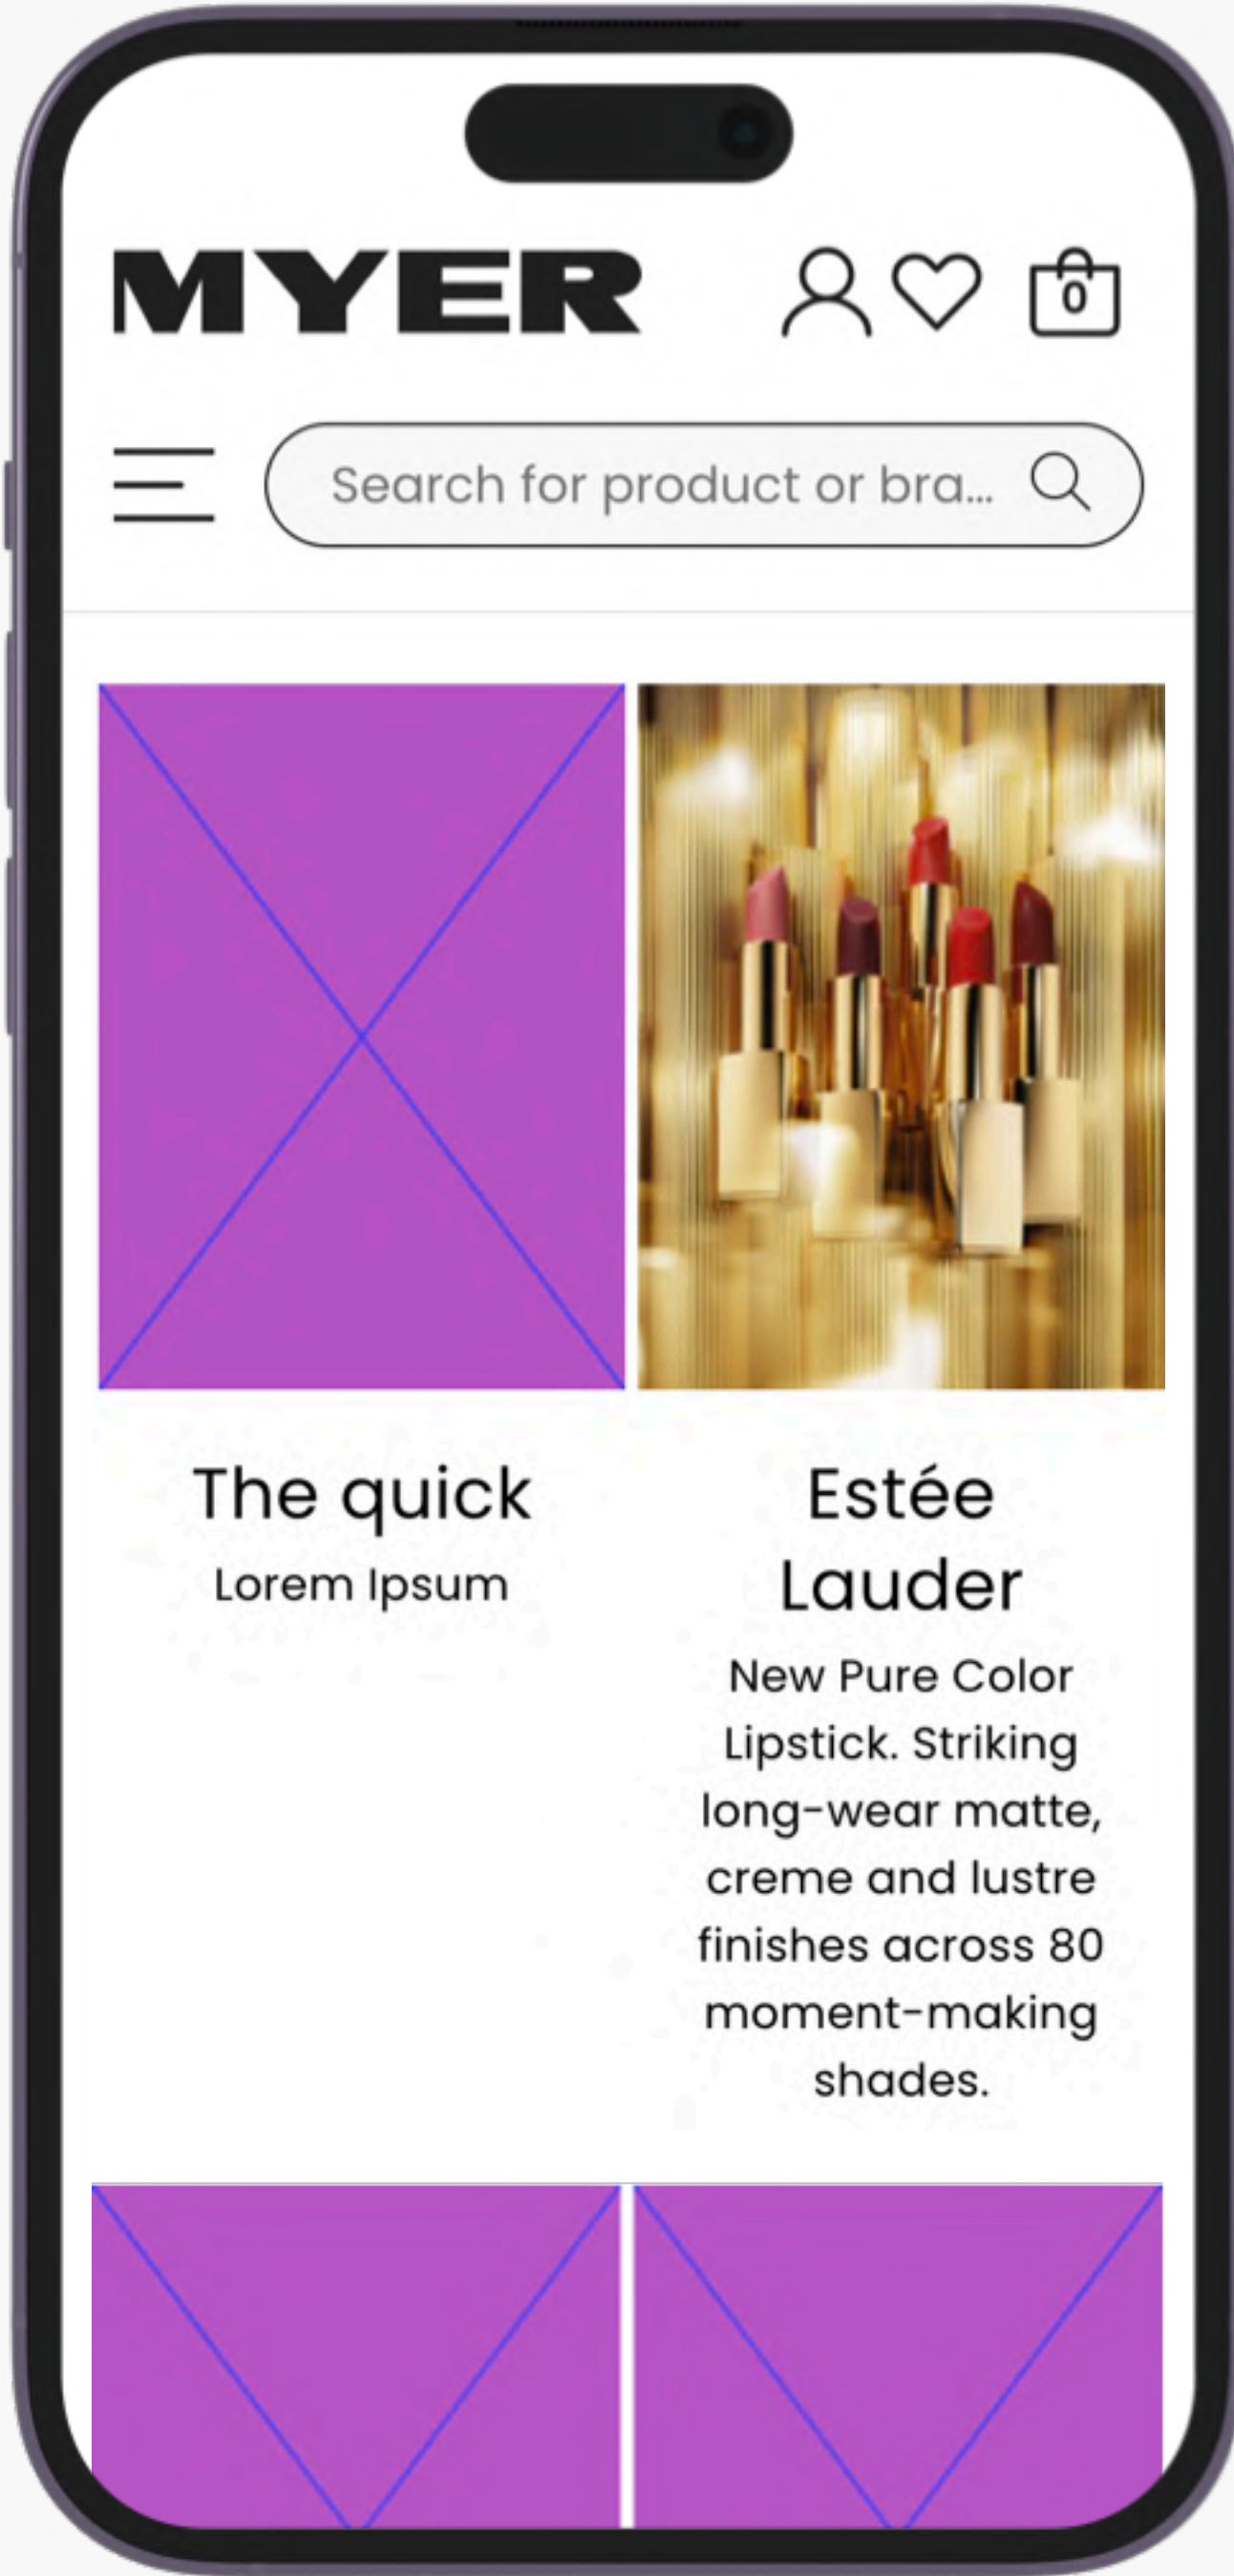 MYER
0
Search for product or bra...
The quick
Lorem Ipsum
Estée
Lauder
New Pure Color
Lipstick. Striking
long-wear matte,
creme and lustre
finishes across 80
moment-making
shades.